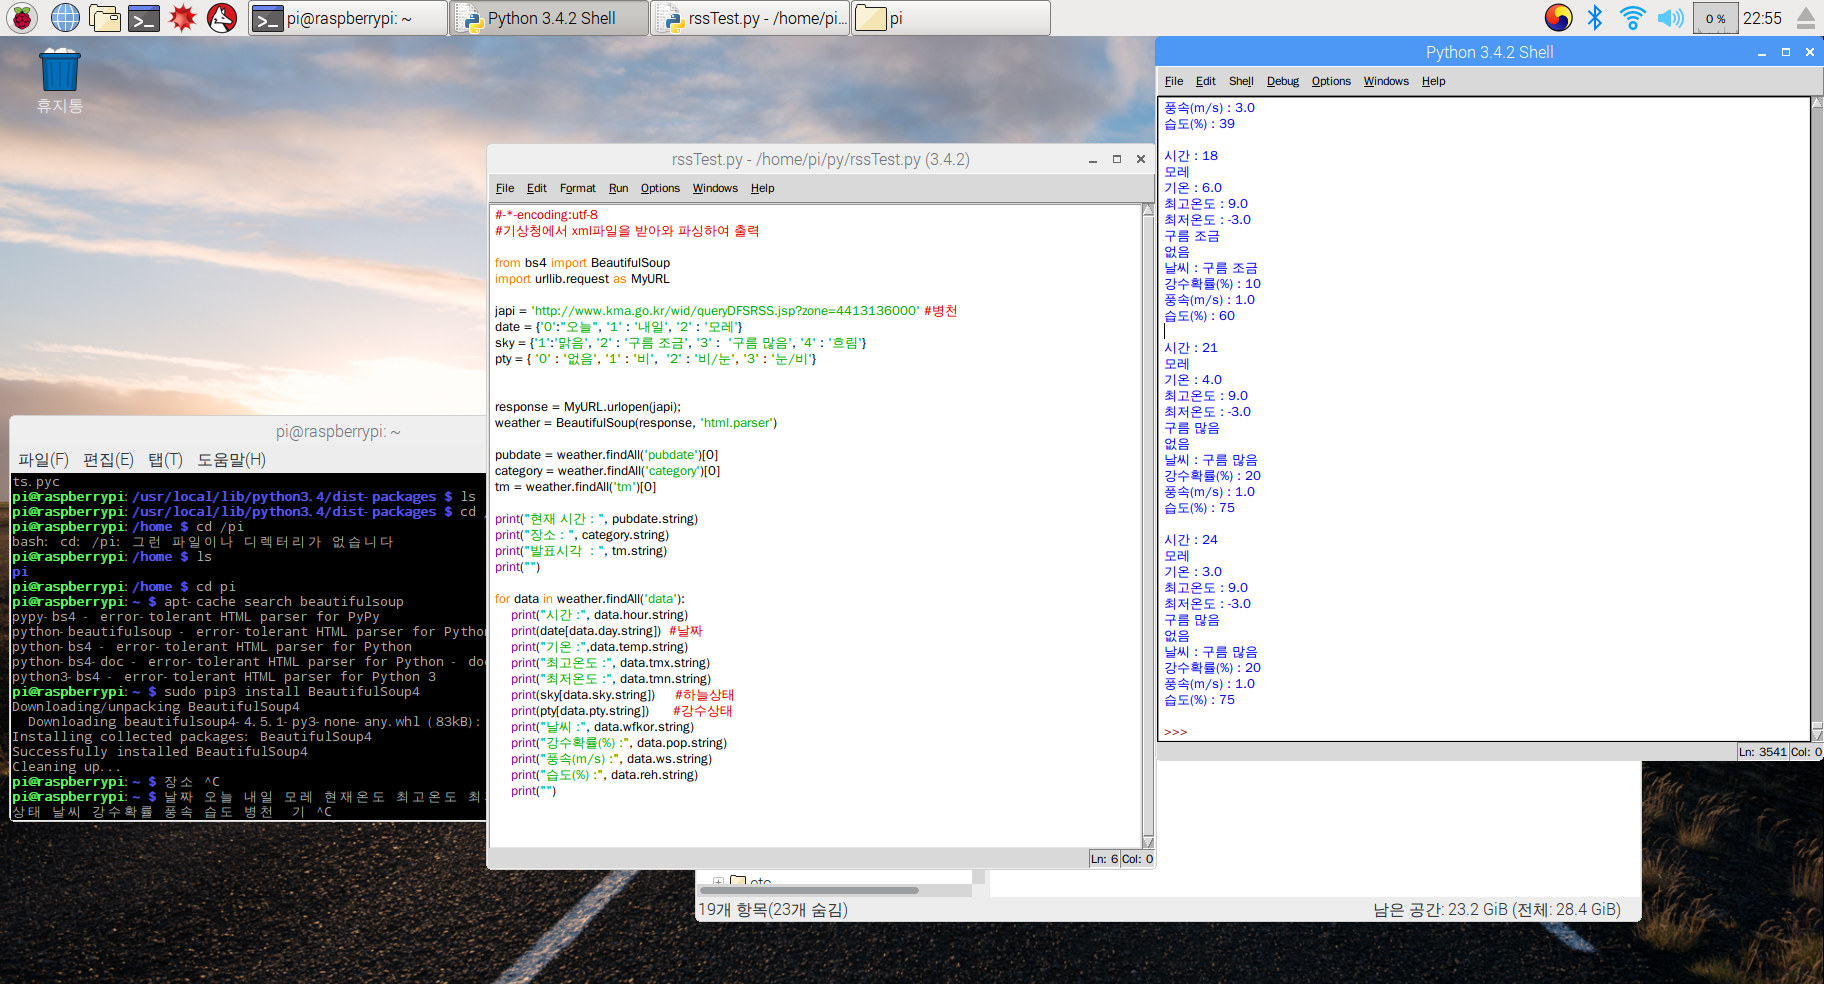 pi@raspberrypi: ~
Python 3.4.2 Shell
rssTest.py - /home/pi...
pi
0 %
22:55
휴지통
pi@raspberrypi: ~
파일(F) 편집(E) 탭(T) 도움말(H)
ts.pyc
pi@raspberrypi:/usr/local/lib/python3.4/dist-packages $ ls
pi@raspberrypi:/usr/local/lib/python3.4/dist-packages $ cd
pi@raspberrypi:/home $ cd /pi
bash: cd: /pi: 그런 파일이나 디렉터리가 없습니다
pi@raspberrypi:/home $ ls
pi
pi@raspberrypi:/home $ cd pi
pi@raspberrypi:~ $ apt-cache search beautifulsoup
pypy-bs4 - error-tolerant HTML parser for PyPy
python-beautifulsoup - error-tolerant HTML parser for Python
python-bs4 - error-tolerant HTML parser for Python
python-bs4-doc - error-tolerant HTML parser for Python - doc
python3-bs4 - error-tolerant HTML parser for Python 3
pi@raspberrypi:~ $ sudo pip3 install BeautifulSoup4
Downloading/unpacking BeautifulSoup4
Downloading beautifulsoup4-4.5.1-py3-none-any.whl (83kB):
Installing collected packages: BeautifulSoup4
Successfully installed BeautifulSoup4
Cleaning up...
pi@raspberrypi:~ $ 장소 ^C
pi@raspberrypi:~ $ 날짜 오늘 내일 모레 현재온도 최고온도
상태 날씨 강수확률 풍속 습도 병천 기 ^C
rssTest.py - /home/pi/py/rssTest.py (3.4.2)
File Edit Format Run Options Windows Help
#-*-encoding:utf-8
#기상청에서 xml파일을 받아와 파싱하여 출력
from bs4 import BeautifulSoup
import urllib.request as MyURL
japi = 'http://www.kma.go.kr/wid/queryDFSRSS.jsp?zone=4413136000' #병천
date = {'0':"오늘", '1' : '내일', '2' : '모레'}
sky = {'1':'맑음', '2' : '구름 조금', '3' : '구름 많음', '4' : '흐림'}
pty = { '0' : '없음', '1' : '비', '2' : '비/눈', '3' : '눈/비'}
response = MyURL.urlopen(japi);
weather = BeautifulSoup(response, 'html.parser')
pubdate = weather.findAll('pubdate')[0]
category = weather.findAll('category')[0]
tm = weather.findAll('tm')[0]
print("현재 시간 : ", pubdate.string)
print("장소 : ", category.string)
print("발표시각 : ", tm.string)
print("")
for data in weather.findAll('data'):
print("시간 :", data.hour.string)
print(date[data.day.string]) #날짜
print("기온 :",data.temp.string)
print("최고온도 :", data.tmx.string)
print("최저온도 :", data.tmn.string)
print(sky[data.sky.string]) #하늘상태
print(pty[data.pty.string]) #강수상태
print("날씨 :", data.wfkor.string)
print("강수확률(%) :", data.pop.string)
print("풍속(m/s) :", data.ws.string)
print("습도(%) :", data.reh.string)
print("")
Ln: 6 Col: 0
Python 3.4.2 Shell
File Edit Shell Debug Options Windows Help
풍속(m/s) : 3.0
습도(%) : 39
시간 : 18
모레
기온 : 6.0
최고온도 : 9.0
최저온도 : -3.0
구름 조금
없음
날씨 : 구름 조금
강수확률(%) : 10
풍속(m/s) : 1.0
습도(%) : 60
시간 : 21
모레
기온 : 4.0
최고온도 : 9.0
최저온도 : -3.0
구름 많음
없음
날씨 : 구름 많음
강수확률(%) : 20
풍속(m/s) : 1.0
습도(%) : 75
시간 : 24
모레
기온 : 3.0
최고온도 : 9.0
최저온도 : -3.0
구름 많음
없음
날씨 : 구름 많음
강수확률(%) : 20
풍속(m/s) : 1.0
습도(%) : 75
>>>
Ln: 3541 Col: 0
etc
19개 항목(23개 숨김)
남은 공간: 23.2 GiB (전체: 28.4 GiB)